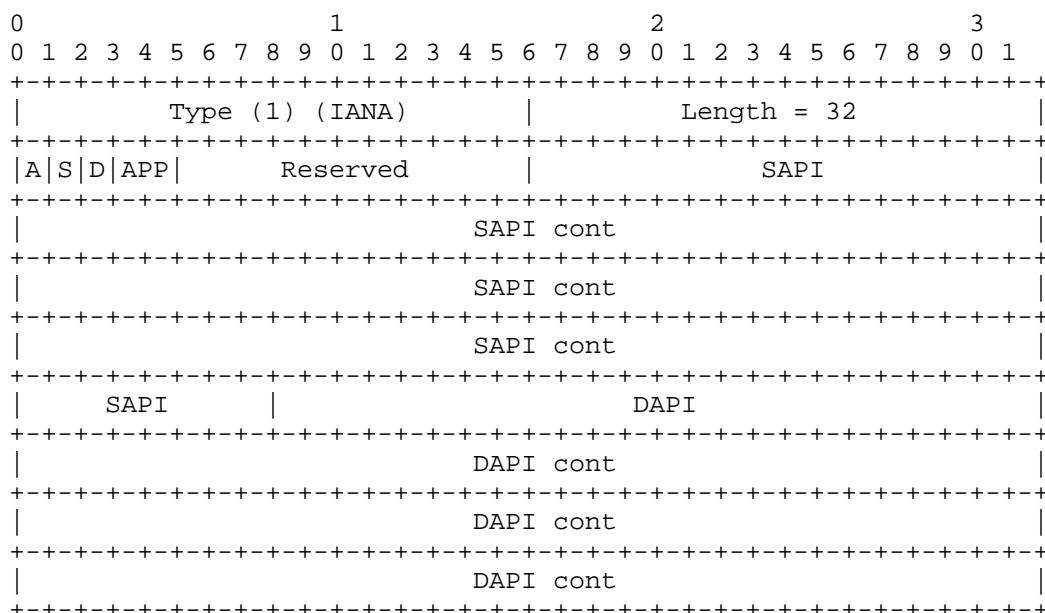 0                   1                   2                   3
0 1 2 3 4 5 6 7 8 9 0 1 2 3 4 5 6 7 8 9 0 1 2 3 4 5 6 7 8 9 0 1
+-+-+-+-+-+-+-+-+-+-+-+-+-+-+-+-+-+-+-+-+-+-+-+-+-+-+-+-+-+-+-+-+
|         Type (1) (IANA)       |         Length = 32           |
+-+-+-+-+-+-+-+-+-+-+-+-+-+-+-+-+-+-+-+-+-+-+-+-+-+-+-+-+-+-+-+-+
|A|S|D|APP|      Reserved       |              SAPI             |
+-+-+-+-+-+-+-+-+-+-+-+-+-+-+-+-+-+-+-+-+-+-+-+-+-+-+-+-+-+-+-+-+
|                            SAPI cont                          |
+-+-+-+-+-+-+-+-+-+-+-+-+-+-+-+-+-+-+-+-+-+-+-+-+-+-+-+-+-+-+-+-+
|                            SAPI cont                          |
+-+-+-+-+-+-+-+-+-+-+-+-+-+-+-+-+-+-+-+-+-+-+-+-+-+-+-+-+-+-+-+-+
|                            SAPI cont                          |
+-+-+-+-+-+-+-+-+-+-+-+-+-+-+-+-+-+-+-+-+-+-+-+-+-+-+-+-+-+-+-+-+
|     SAPI      |                      DAPI                     |
+-+-+-+-+-+-+-+-+-+-+-+-+-+-+-+-+-+-+-+-+-+-+-+-+-+-+-+-+-+-+-+-+
|                            DAPI cont                          |
+-+-+-+-+-+-+-+-+-+-+-+-+-+-+-+-+-+-+-+-+-+-+-+-+-+-+-+-+-+-+-+-+
|                            DAPI cont                          |
+-+-+-+-+-+-+-+-+-+-+-+-+-+-+-+-+-+-+-+-+-+-+-+-+-+-+-+-+-+-+-+-+
|                            DAPI cont                          |
+-+-+-+-+-+-+-+-+-+-+-+-+-+-+-+-+-+-+-+-+-+-+-+-+-+-+-+-+-+-+-+-+